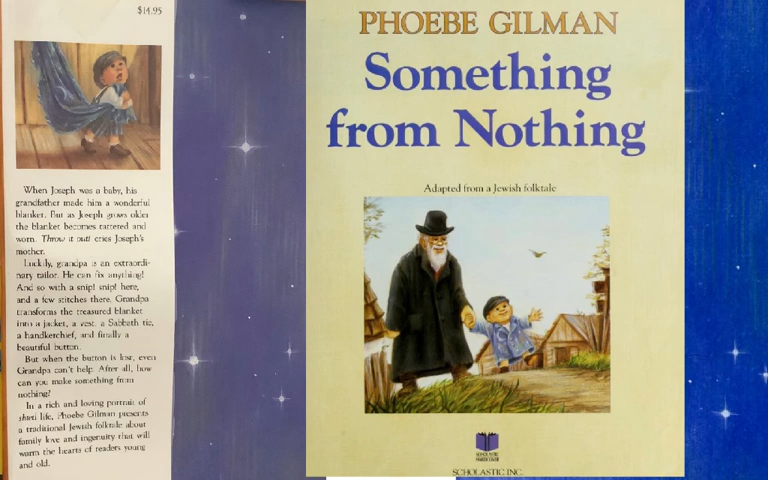 $14.95
When Joseph was a baby, his
grandfather made him a wonderful
blanket. But as Joseph grows older
the blanket becomes tattered and
worn. Throw it out! cries Joseph's
mother.
Luckily, grandpa is an extraordi-
nary tailor. He can fix anything!
And so with a snip! snip! here,
and a few stitches there. Grandpa
transforms the treasured blanket
into a jacket, a vest, a Sabbath tie,
a handkerchief, and finally a
beautiful button.
But when the button is lost, even
Grandpa can't help. After all, how
can you make something from
nothing?
In a rich and loving portrait of
shtetl life, Phoebe Gilman presents
a traditional Jewish folktale about
family love and ingenuity that will
warm the hearts of readers young
and old.
PHOEBE GILMAN
Something
from Nothing
Adapted from a Jewish folktale
SCHOLASTIC
HARDCOVER
SCHOLASTIC INC.